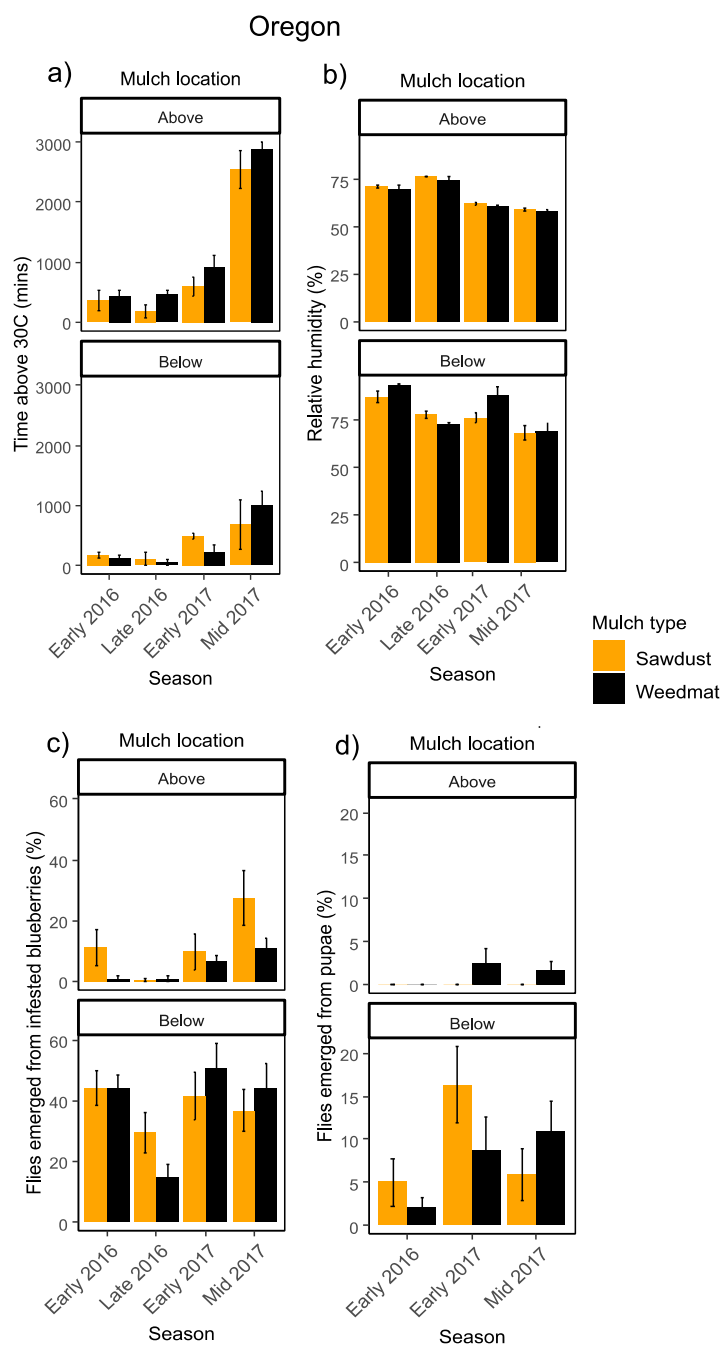 Oregon
a)
Mulch location
Above
3000
2000
1000
0
Below
3000
2000
1000
0
Time above 30C (mins)
Early 2016
Late 2016
Early 2017
Mid 2017
Season
b)
Mulch location
Above
75
50
25
0
Below
75
50
25
0
Relative humidity (%)
Early 2016
Late 2016
Early 2017
Mid 2017
Season
Mulch type
Sawdust
Weedmat
c)
Mulch location
Above
60
40
20
0
Below
60
40
20
0
Flies emerged from infested blueberries (%)
Early 2016
Late 2016
Early 2017
Mid 2017
Season
d)
Mulch location
Above
20
15
10
5
0
Below
20
15
10
5
0
Flies emerged from pupae (%)
Early 2016
Early 2017
Mid 2017
Season